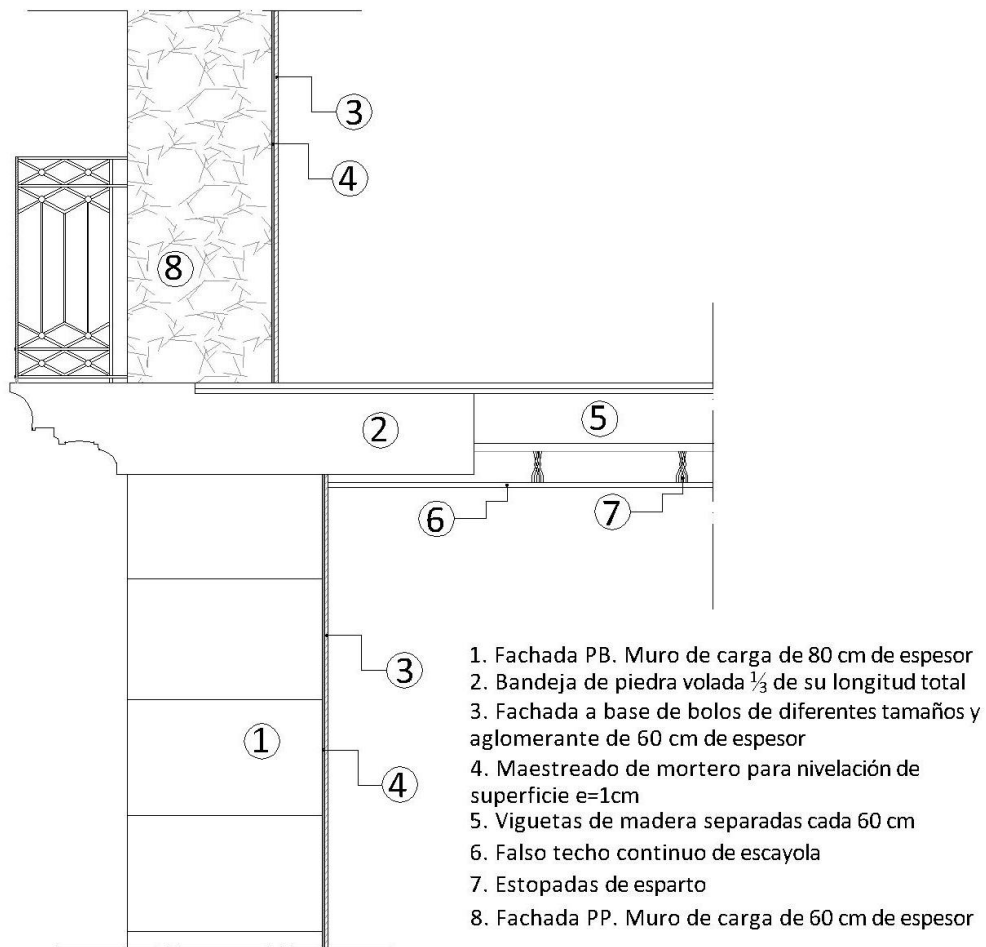 3
4
8
2
5
6
7
3
1
4
1. Fachada PB. Muro de carga de 80 cm de espesor
2. Bandeja de piedra volada ⅓ de su longitud total
3. Fachada a base de bolos de diferentes tamaños y
aglomerante de 60 cm de espesor
4. Maestreado de mortero para nivelación de
superficie e=1cm
5. Viguetas de madera separadas cada 60 cm
6. Falso techo continuo de escayola
7. Estopadas de esparto
8. Fachada PP. Muro de carga de 60 cm de espesor